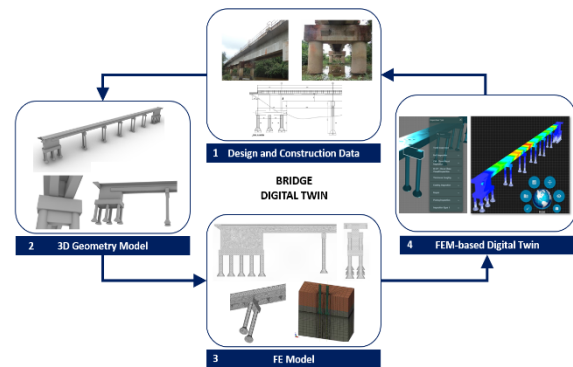 1 Design and Construction Data
BRIDGE
DIGITAL TWIN
2 3D Geometry Model
4 FEM-based Digital Twin
3 FE Model